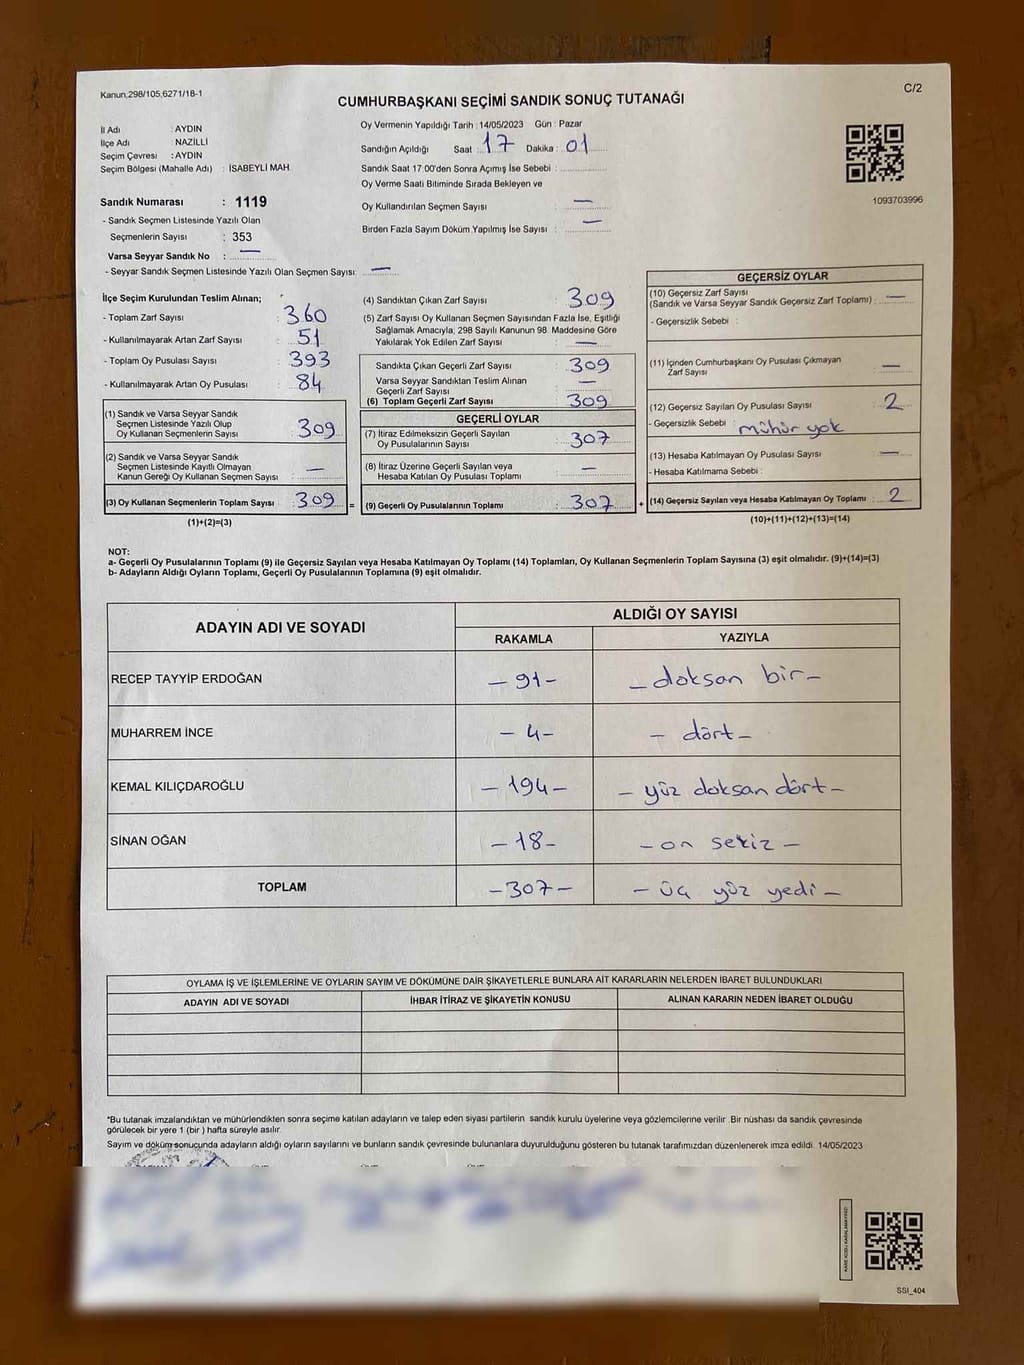 Kanun,298/105,6271/18-1
C/2
CUMHURBAŞKANI SEÇİMİ SANDIK SONUÇ TUTANAĞI
İl Adı : AYDIN
İlçe Adı : NAZİLLİ
Seçim Çevresi : AYDIN
Seçim Bölgesi (Mahalle Adı) : İSABEYLİ MAH.
Oy Vermenin Yapıldığı Tarih : 14/05/2023 Gün : Pazar
Sandığın Açıldığı Saat : 17 Dakika : 01
Sandık Saat 17:00'den Sonra Açımış İse Sebebi :
Oy Verme Saati Bitiminde Sırada Bekleyen ve
Oy Kullandırılan Seçmen Sayısı : —
Birden Fazla Sayım Döküm Yapılmış İse Sayısı : —
1093703996
Sandık Numarası : 1119
- Sandık Seçmen Listesinde Yazılı Olan
Seçmenlerin Sayısı : 353
Varsa Seyyar Sandık No : —
- Seyyar Sandık Seçmen Listesinde Yazılı Olan Seçmen Sayısı: —
İlçe Seçim Kurulundan Teslim Alınan;
- Toplam Zarf Sayısı : 360
- Kullanılmayarak Artan Zarf Sayısı : 51
- Toplam Oy Pusulası Sayısı : 393
- Kullanılmayarak Artan Oy Pusulası : 84
(1) Sandık ve Varsa Seyyar Sandık
Seçmen Listesinde Yazılı Olup
Oy Kullanan Seçmenlerin Sayısı : 309
(2) Sandık ve Varsa Seyyar Sandık
Seçmen Listesinde Kayıtlı Olmayan
Kanun Gereği Oy Kullanan Seçmen Sayısı : —
(3) Oy Kullanan Seçmenlerin Toplam Sayısı : 309 =
(1)+(2)=(3)
(4) Sandıktan Çıkan Zarf Sayısı : 309
(5) Zarf Sayısı Oy Kullanan Seçmen Sayısından Fazla İse, Eşitliği
Sağlamak Amacıyla; 298 Sayılı Kanunun 98. Maddesine Göre
Yakılarak Yok Edilen Zarf Sayısı : —
Sandıkta Çıkan Geçerli Zarf Sayısı : 309
Varsa Seyyar Sandıktan Teslim Alınan
Geçerli Zarf Sayısı : —
(6) Toplam Geçerli Zarf Sayısı : 309
GEÇERLİ OYLAR
(7) İtiraz Edilmeksizin Geçerli Sayılan
Oy Pusulalarının Sayısı : 307
(8) İtiraz Üzerine Geçerli Sayılan veya
Hesaba Katılan Oy Pusulası Toplamı : —
(9) Geçerli Oy Pusulalarının Toplamı : 307 +
GEÇERSİZ OYLAR
(10) Geçersiz Zarf Sayısı
(Sandık ve Varsa Seyyar Sandık Geçersiz Zarf Toplamı) : —
- Geçersizlik Sebebi :
(11) İçinden Cumhurbaşkanı Oy Pusulası Çıkmayan
Zarf Sayısı : —
(12) Geçersiz Sayılan Oy Pusulası Sayısı : 2
- Geçersizlik Sebebi : mühür yok
(13) Hesaba Katılmayan Oy Pusulası Sayısı : —
- Hesaba Katılmama Sebebi :
(14) Geçersiz Sayılan veya Hesaba Katılmayan Oy Toplamı : 2
(10)+(11)+(12)+(13)=(14)
NOT:
a- Geçerli Oy Pusulalarının Toplamı (9) ile Geçersiz Sayılan veya Hesaba Katılmayan Oy Toplamı (14) Toplamları, Oy Kullanan Seçmenlerin Toplam Sayısına (3) eşit olmalıdır. (9)+(14)=(3)
b- Adayların Aldığı Oyların Toplamı, Geçerli Oy Pusulalarının Toplamına (9) eşit olmalıdır.
ADAYIN ADI VE SOYADI ALDIĞI OY SAYISI
RAKAMLA YAZIYLA
RECEP TAYYİP ERDOĞAN – 91 – – doksan bir –
MUHARREM İNCE – 4 – – dört –
KEMAL KILIÇDAROĞLU – 194 – – yüz doksan dört –
SİNAN OĞAN – 18 – – on sekiz –
TOPLAM – 307 – – üç yüz yedi –
OYLAMA İŞ VE İŞLEMLERİNE VE OYLARIN SAYIM VE DÖKÜMÜNE DAİR ŞİKAYETLERLE BUNLARA AİT KARARLARIN NELERDEN İBARET BULUNDUKLARI
ADAYIN ADI VE SOYADI İHBAR İTİRAZ VE ŞİKAYETİN KONUSU ALINAN KARARIN NEDEN İBARET OLDUĞU
*Bu tutanak imzalandıktan ve mühürlendikten sonra seçime katılan adayların ve talep eden siyasi partilerin sandık kurulu üyelerine veya gözlemcilerine verilir. Bir nüshası da sandık çevresinde
görülecek bir yere 1 (bir ) hafta süreyle asılır.
Sayım ve döküm sonucunda adayların aldığı oyların sayılarını ve bunların sandık çevresinde bulunanlara duyurulduğunu gösteren bu tutanak tarafımızdan düzenlenerek imza edildi. 14/05/2023
SSI_404